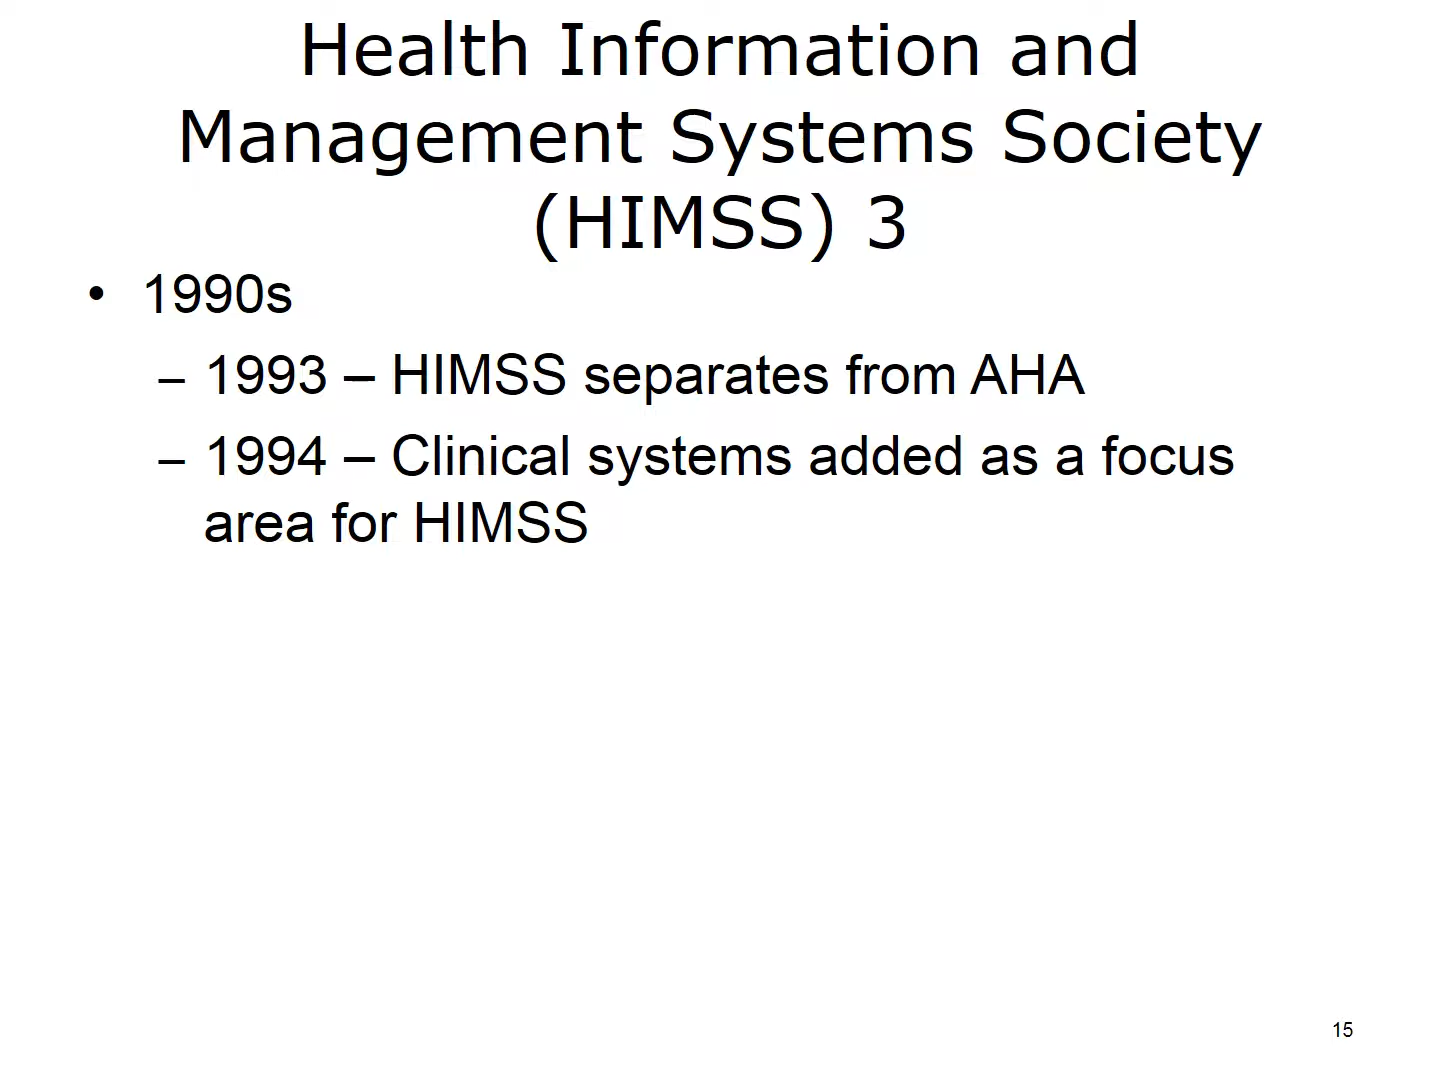 Health Information and
Management Systems Society
(HIMSS) 3
• 1990s
– 1993 – HIMSS separates from AHA
– 1994 – Clinical systems added as a focus
area for HIMSS
15